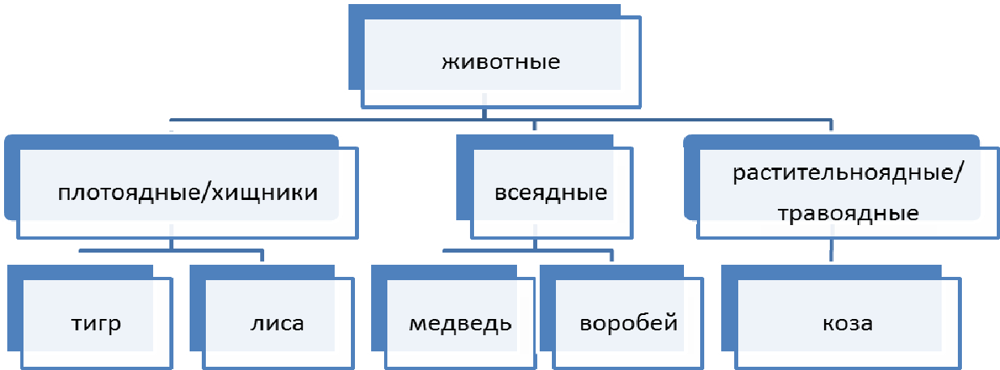 животные
плотоядные/хищники
всеядные
растительноядные/
травоядные
тигр
лиса
медведь
воробей
коза